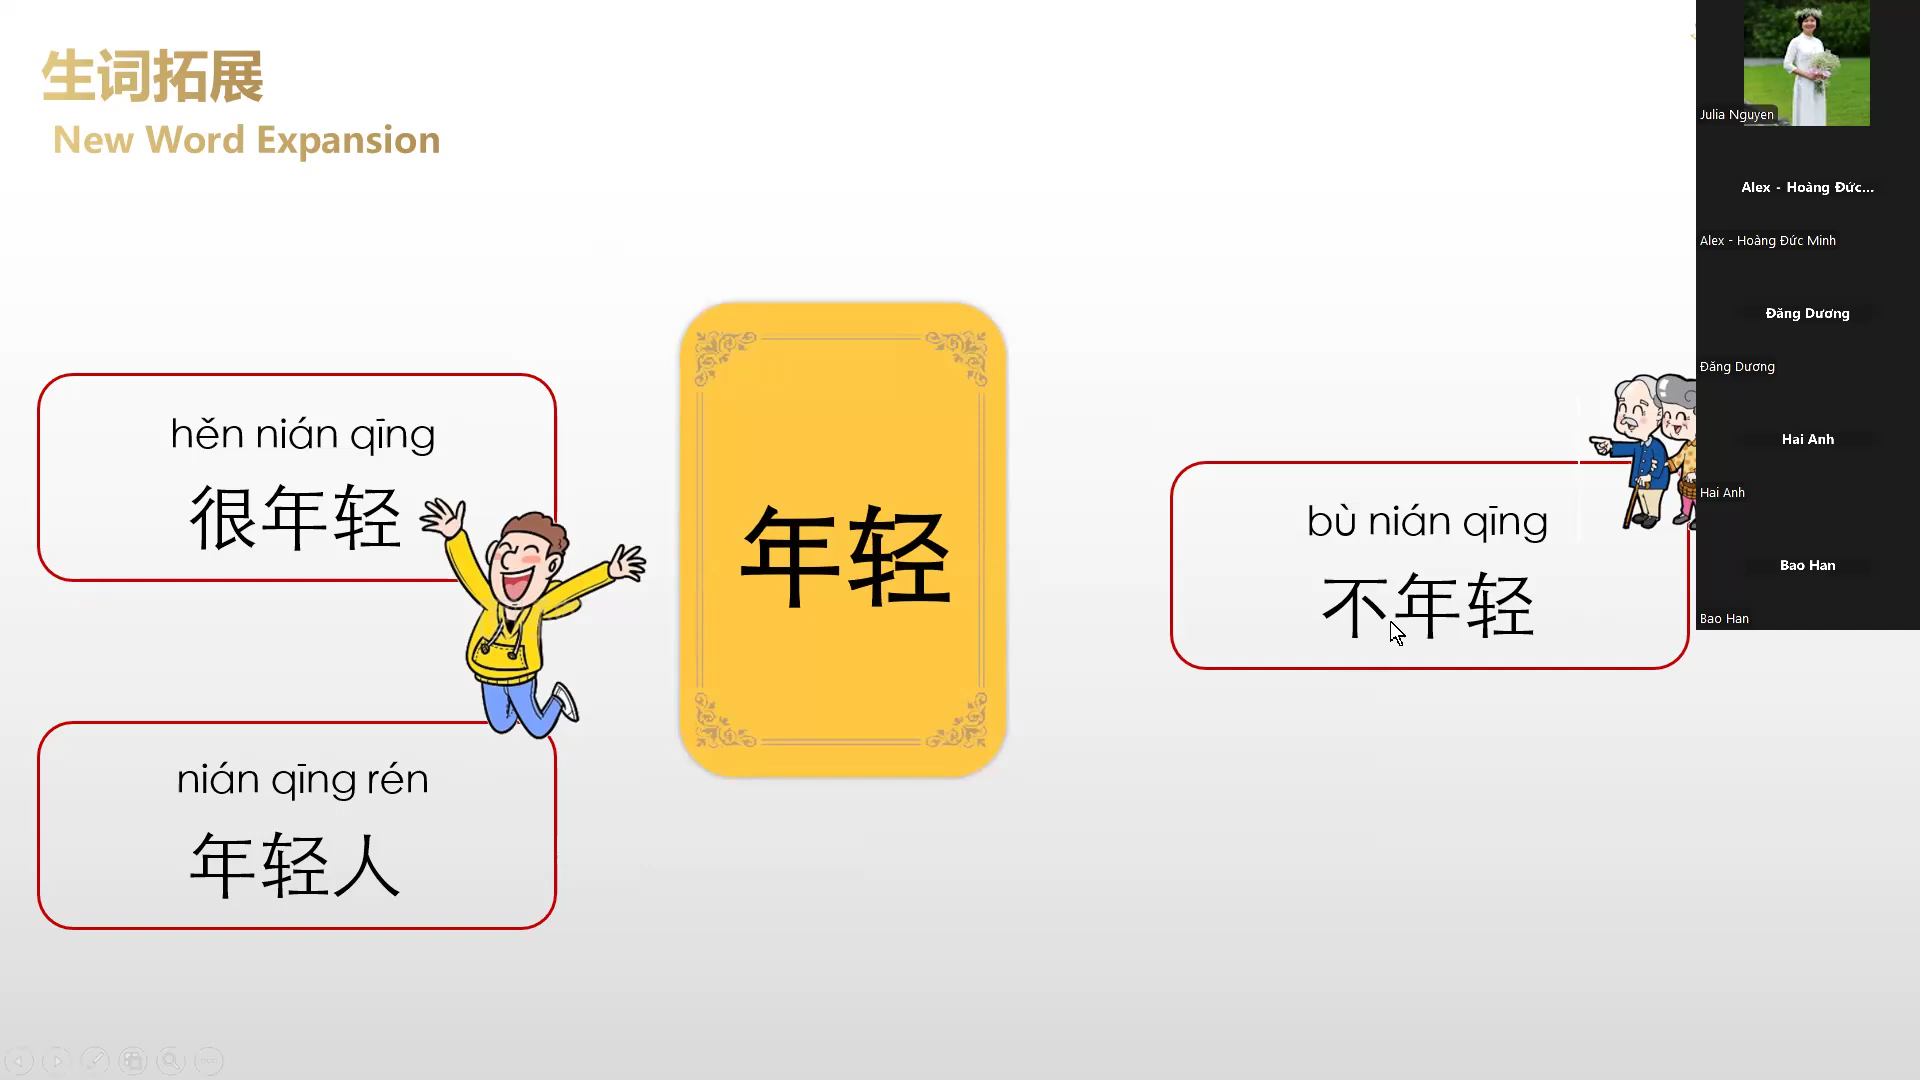 生词拓展
New Word Expansion
hěn nián qīng
很年轻
nián qīng rén
年轻人
年轻
bù nián qīng
不年轻
Julia Nguyen
Alex - Hoàng Đức...
Alex - Hoàng Đức Minh
Đăng Dương
Đăng Dương
Hai Anh
Hai Anh
Bao Han
Bao Han